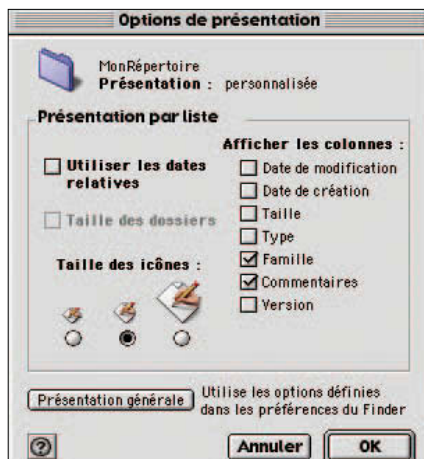 Options de présentation
MonRépertoire
Présentation : personnalisée
Présentation par liste
Utiliser les dates
relatives
Taille des dossiers
Taille des icônes :
Afficher les colonnes :
Date de modification
Date de création
Taille
Type
Famille
Commentaires
Version
Présentation générale
Utilise les options définies
dans les préférences du Finder
?
Annuler
OK